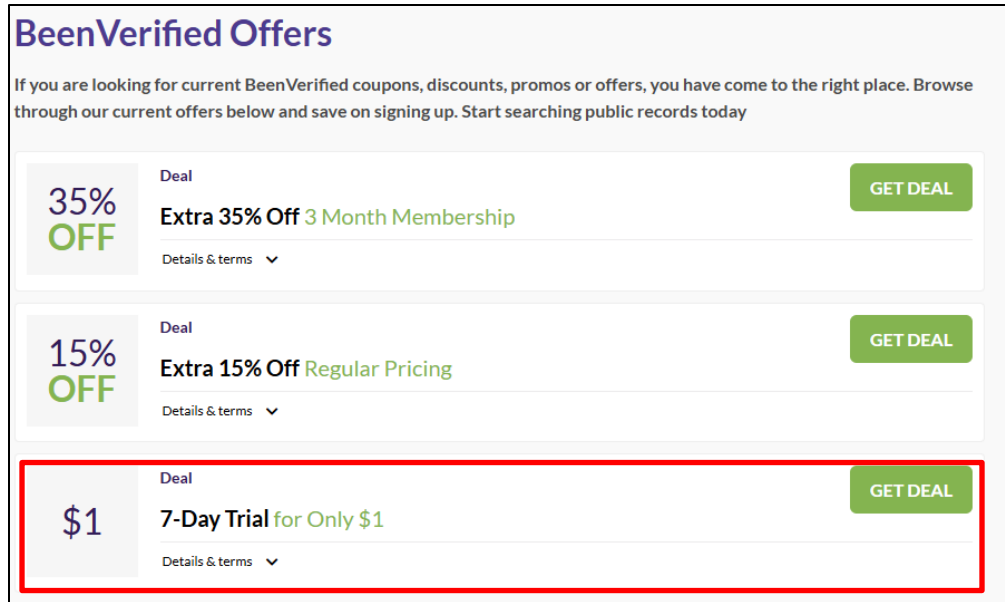 BeenVerified Offers
If you are looking for current BeenVerified coupons, discounts, promos or offers, you have come to the right place. Browse
through our current offers below and save on signing up. Start searching public records today
35%
OFF
Deal
Extra 35% Off 3 Month Membership
Details & terms
GET DEAL
15%
OFF
Deal
Extra 15% Off Regular Pricing
Details & terms
GET DEAL
$1
Deal
7-Day Trial for Only $1
Details & terms
GET DEAL